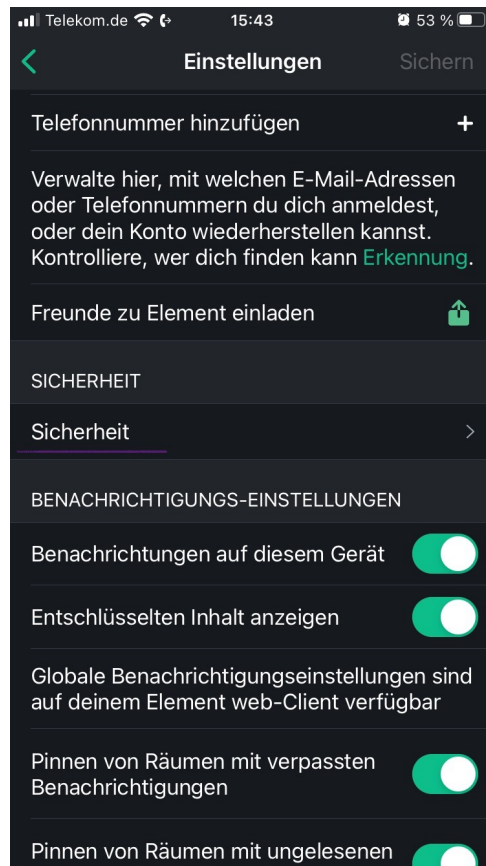 Telekom.de 15:43 53 %
Einstellungen Sichern
Telefonnummer hinzufügen +
Verwalte hier, mit welchen E-Mail-Adressen
oder Telefonnummern du dich anmeldest,
oder dein Konto wiederherstellen kannst.
Kontrolliere, wer dich finden kann Erkennung.
Freunde zu Element einladen
SICHERHEIT
Sicherheit
BENACHRICHTIGUNGS-EINSTELLUNGEN
Benachrichtungen auf diesem Gerät
Entschlüsselten Inhalt anzeigen
Globale Benachrichtigungseinstellungen sind
auf deinem Element web-Client verfügbar
Pinnen von Räumen mit verpassten
Benachrichtigungen
Pinnen von Räumen mit ungelesenen